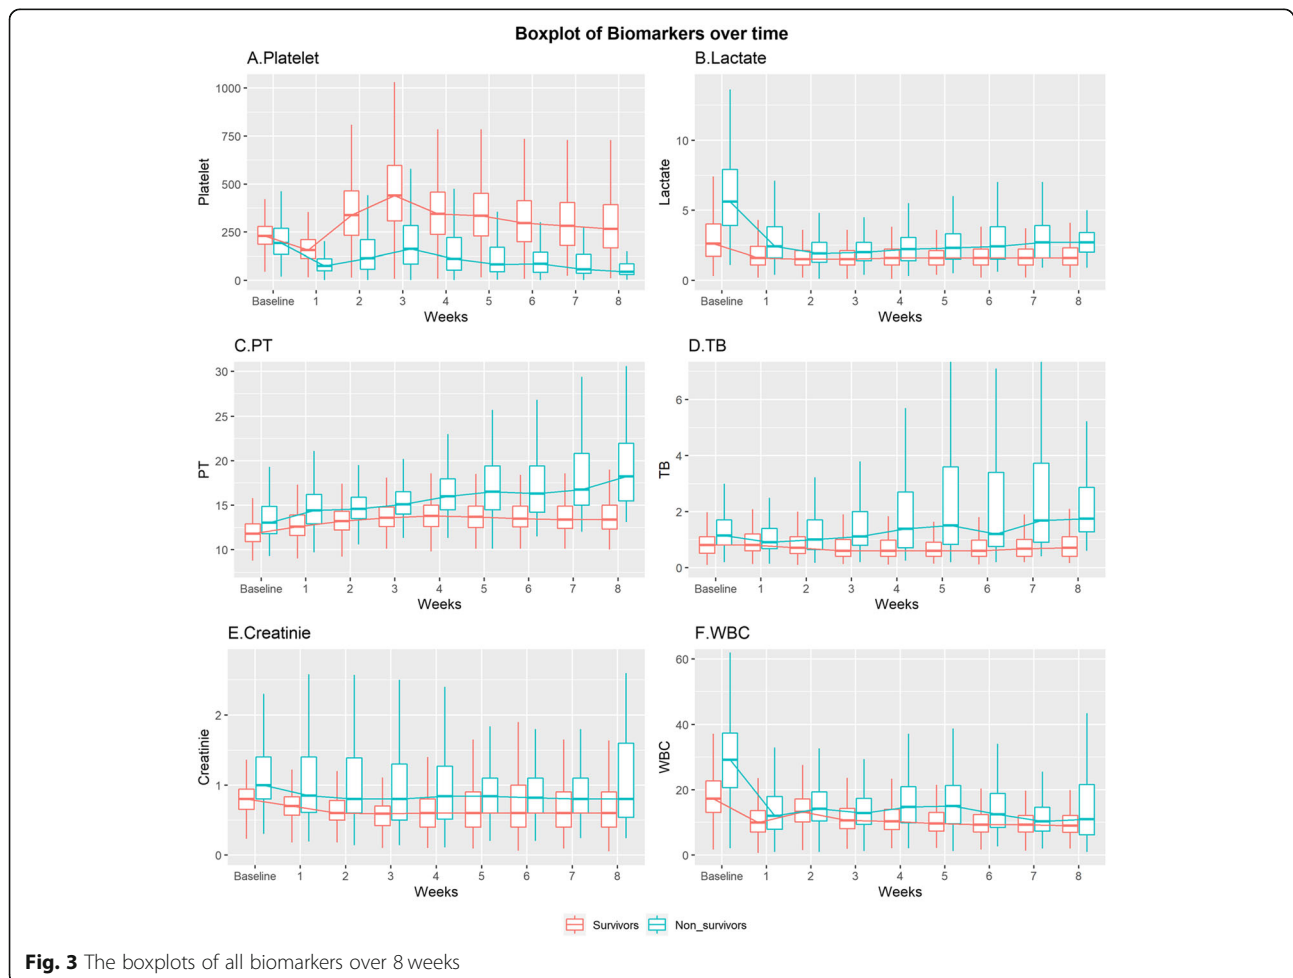 Boxplot of Biomarkers over time
A.Platelet
1000
750
500
250
0
Platelet
Baseline 1 2 3 4 5 6 7 8
Weeks
B.Lactate
10
5
0
Lactate
Baseline 1 2 3 4 5 6 7 8
Weeks
C.PT
30
25
20
15
10
PT
Baseline 1 2 3 4 5 6 7 8
Weeks
D.TB
6
4
2
0
TB
Baseline 1 2 3 4 5 6 7 8
Weeks
E.Creatinie
2
1
0
Creatinie
Baseline 1 2 3 4 5 6 7 8
Weeks
F.WBC
60
40
20
0
WBC
Baseline 1 2 3 4 5 6 7 8
Weeks
Survivors Non_survivors
Fig. 3 The boxplots of all biomarkers over 8 weeks